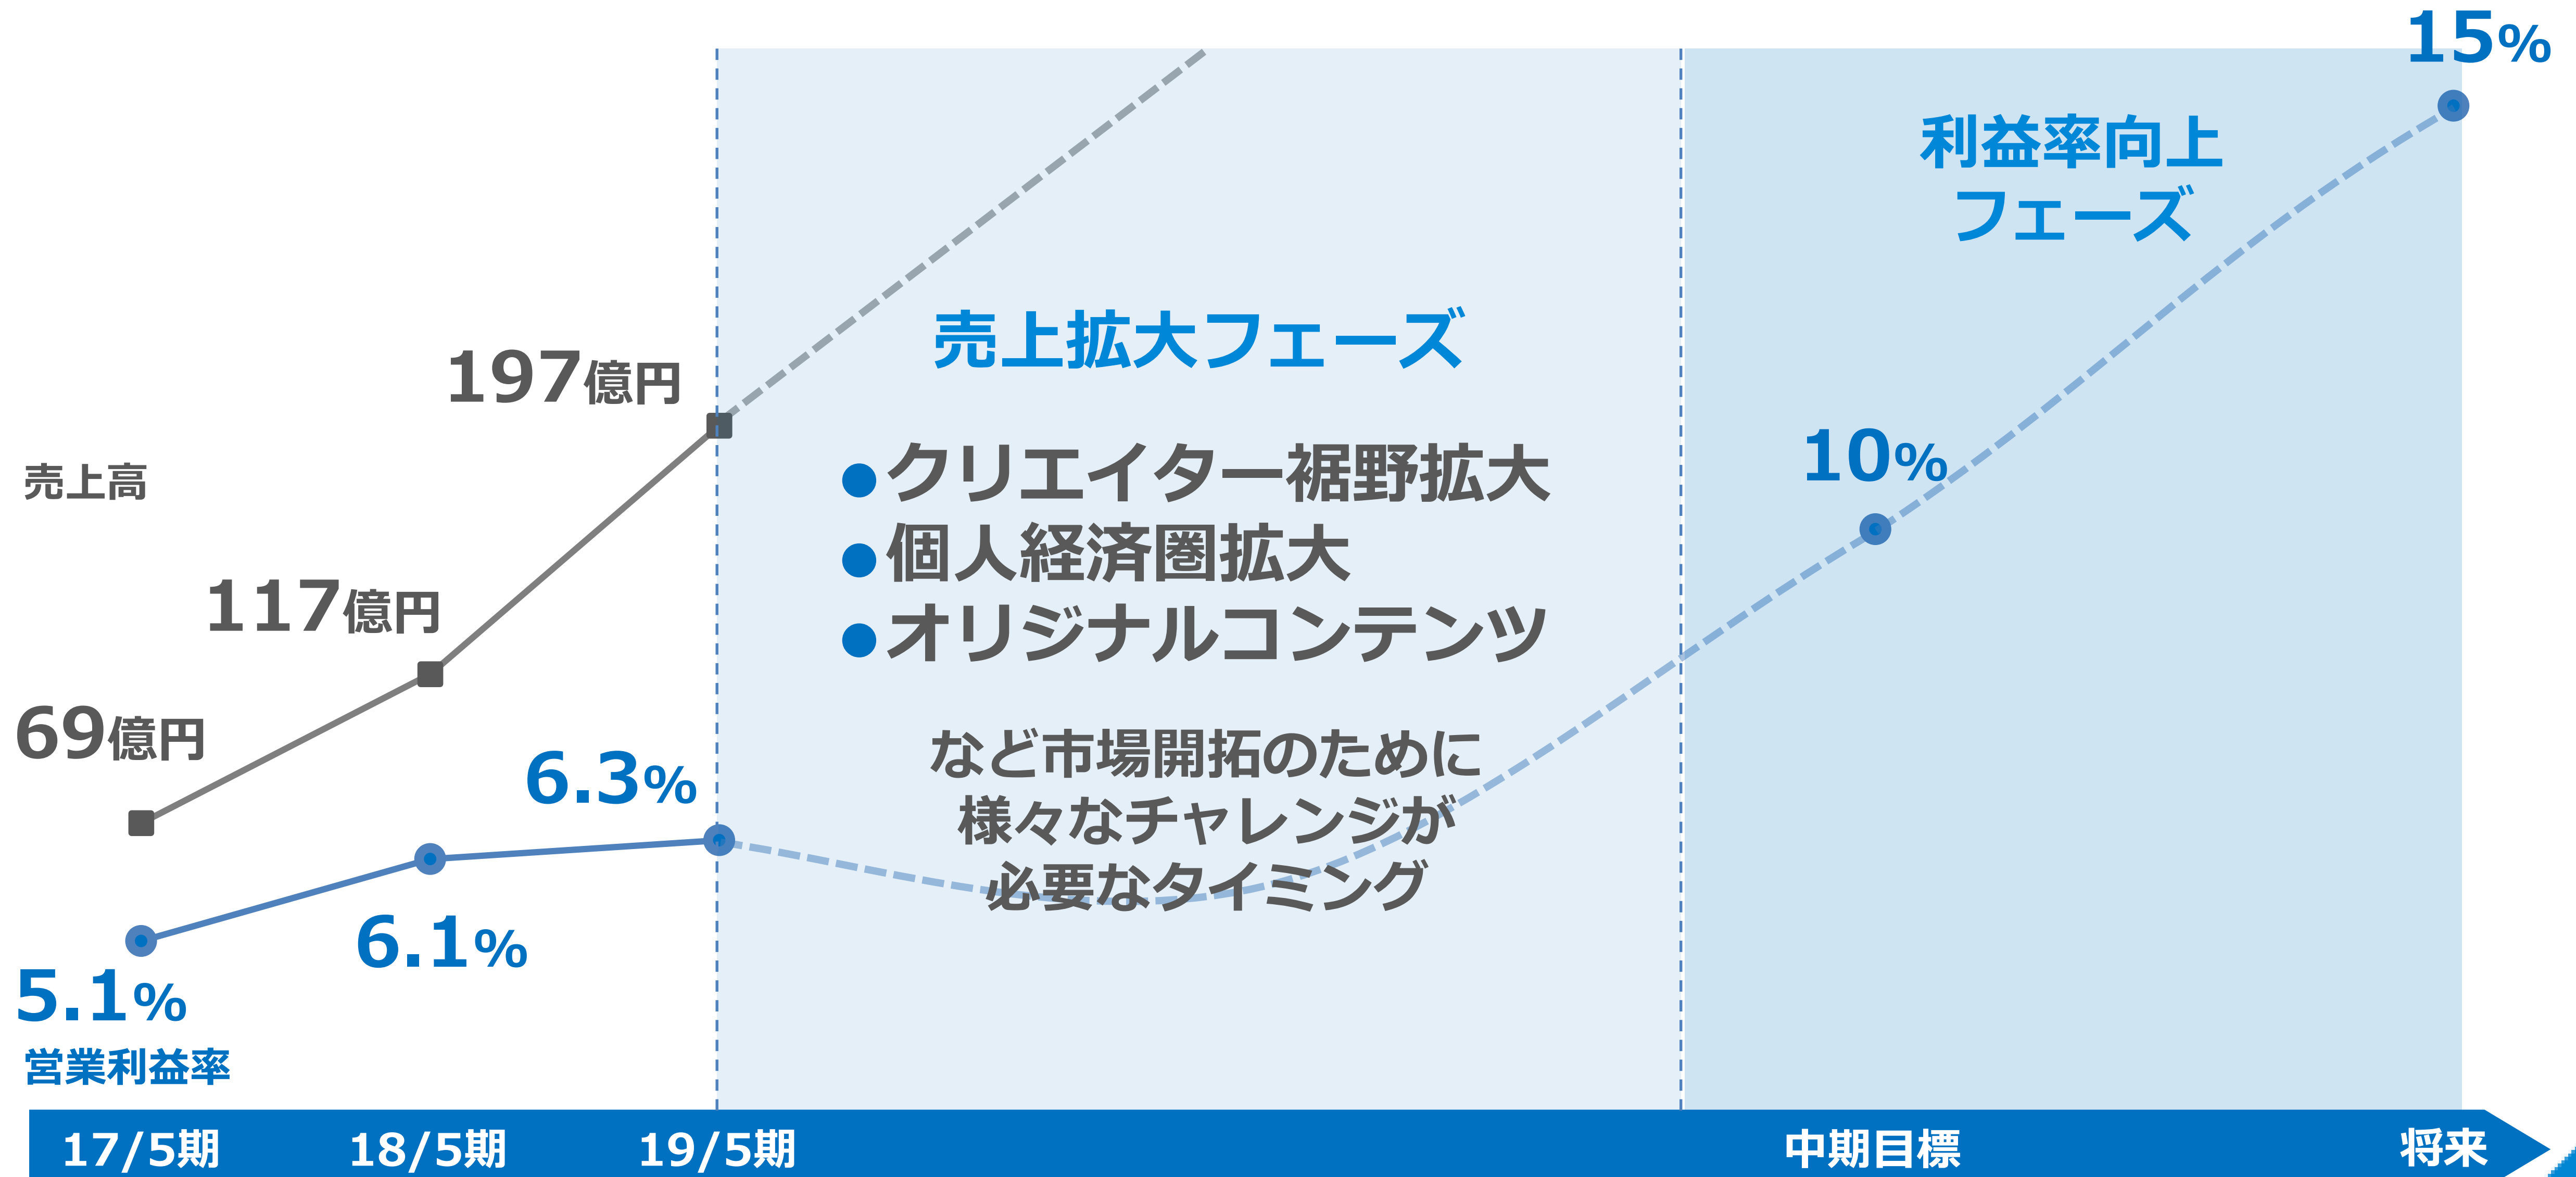 15%
利益率向上
フェーズ
売上拡大フェーズ
197億円
売上高
●クリエイター裾野拡大
10%
●個人経済圏拡大
117億円
●オリジナルコンテンツ
69億円
6.3%
など市場開拓のために
様々なチャレンジが
必要なタイミング
6.1%
5.1%
営業利益率
17/5期 18/5期 19/5期 中期目標 将来